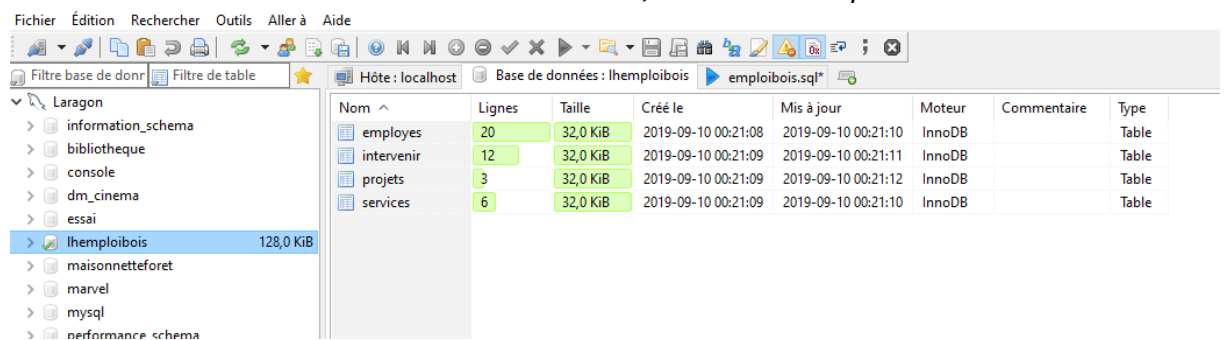 Fichier Édition Rechercher Outils Aller à Aide
Filtre base de donr Filtre de table Hôte : localhost Base de données : lhemploibois emploibois.sql*
Laragon
information_schema
bibliotheque
console
dm_cinema
essai
lhemploibois 128,0 KiB
maisonnetteforet
marvel
mysql
performance_schema
Nom Lignes Taille Créé le Mis à jour Moteur Commentaire Type
employes 20 32,0 KiB 2019-09-10 00:21:08 2019-09-10 00:21:10 InnoDB Table
intervenir 12 32,0 KiB 2019-09-10 00:21:09 2019-09-10 00:21:11 InnoDB Table
projets 3 32,0 KiB 2019-09-10 00:21:09 2019-09-10 00:21:12 InnoDB Table
services 6 32,0 KiB 2019-09-10 00:21:09 2019-09-10 00:21:10 InnoDB Table